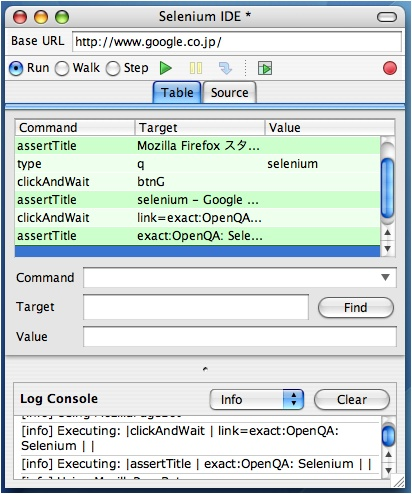 Selenium IDE *
Base URL http://www.google.co.jp/
Run Walk Step
Table Source
Command Target Value
assertTitle Mozilla Firefox スタ...
type q selenium
clickAndWait btnG
assertTitle selenium - Google ...
clickAndWait link=exact:OpenQA...
assertTitle exact:OpenQA: Sele...
Command
Target Find
Value
Log Console Info Clear
[info] Executing: |clickAndWait | link=exact:OpenQA:
Selenium | |
[info] Executing: |assertTitle | exact:OpenQA: Selenium | |